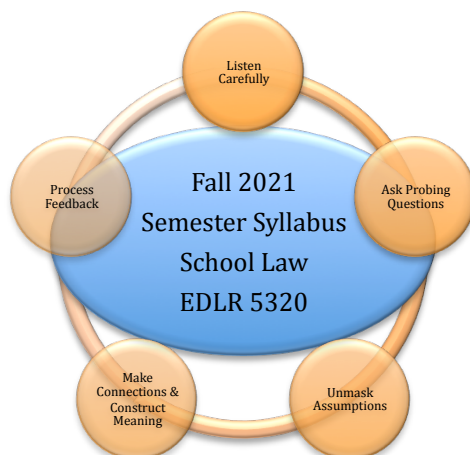 Listen
Carefully
Fall 2021
Semester Syllabus
School Law
EDLR 5320
Ask Probing
Questions
Unmask
Assumptions
Make
Connections &
Construct
Meaning
Process
Feedback